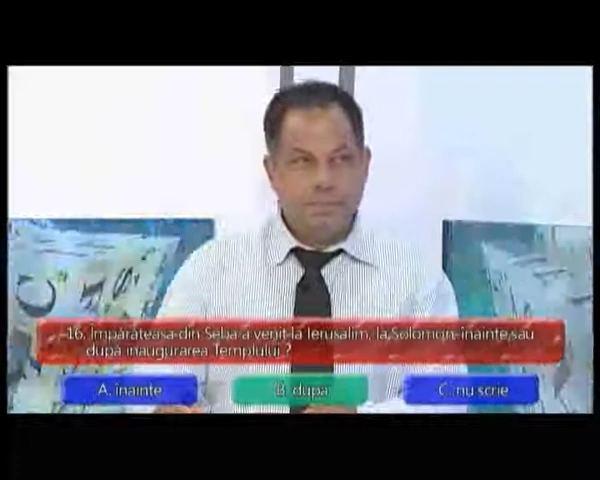 16. Împărăteasa din Seba a venit la Ierusalim, la Solomon-înainte sau
după inaugurarea Templului ?
A. înainte
B. după
C. nu scrie